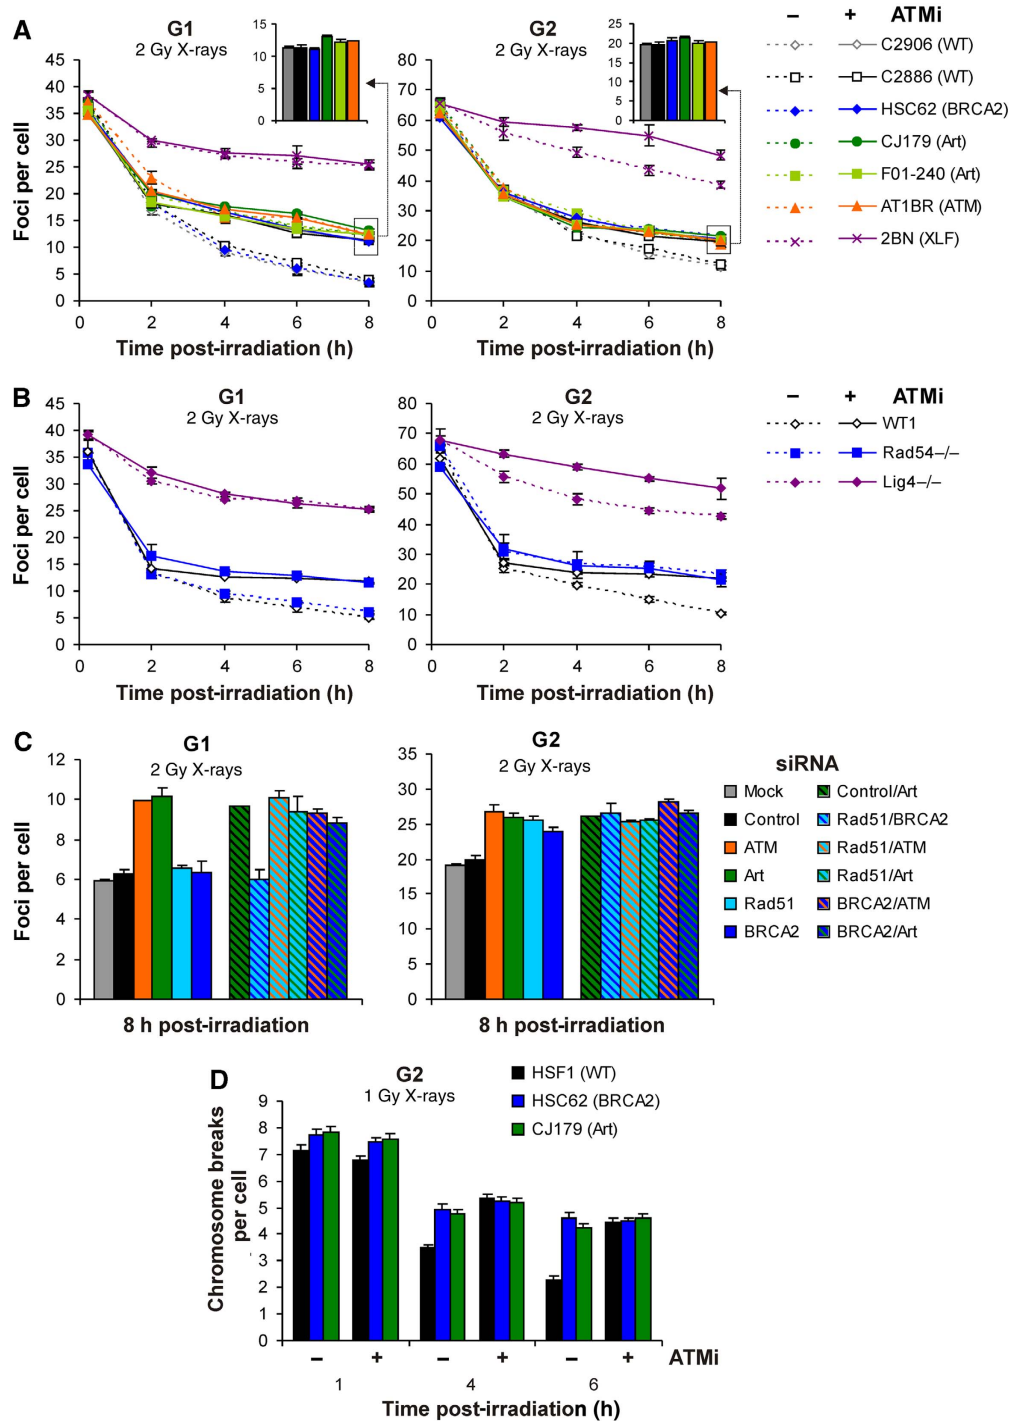 A
G1
2 Gy X-rays
Foci per cell
45
40
35
30
25
20
15
10
5
0
0
2
4
6
8
Time post-irradiation (h)
15
10
5
0
G2
2 Gy X-rays
80
70
60
50
40
30
20
10
0
0
2
4
6
8
Time post-irradiation (h)
25
20
15
10
5
0
– + ATMi
C2906 (WT)
C2886 (WT)
HSC62 (BRCA2)
CJ179 (Art)
F01-240 (Art)
AT1BR (ATM)
2BN (XLF)
B
G1
2 Gy X-rays
Foci per cell
45
40
35
30
25
20
15
10
5
0
0
2
4
6
8
Time post-irradiation (h)
G2
2 Gy X-rays
80
70
60
50
40
30
20
10
0
0
2
4
6
8
Time post-irradiation (h)
– + ATMi
WT1
Rad54–/–
Lig4–/–
C
G1
2 Gy X-rays
Foci per cell
12
10
8
6
4
2
0
8 h post-irradiation
G2
2 Gy X-rays
35
30
25
20
15
10
5
0
8 h post-irradiation
siRNA
Mock
Control
ATM
Art
Rad51
BRCA2
Control/Art
Rad51/BRCA2
Rad51/ATM
Rad51/Art
BRCA2/ATM
BRCA2/Art
D
G2
1 Gy X-rays
HSF1 (WT)
HSC62 (BRCA2)
CJ179 (Art)
Chromosome breaks
per cell
9
8
7
6
5
4
3
2
1
0
– + – + – + ATMi
1 4 6
Time post-irradiation (h)